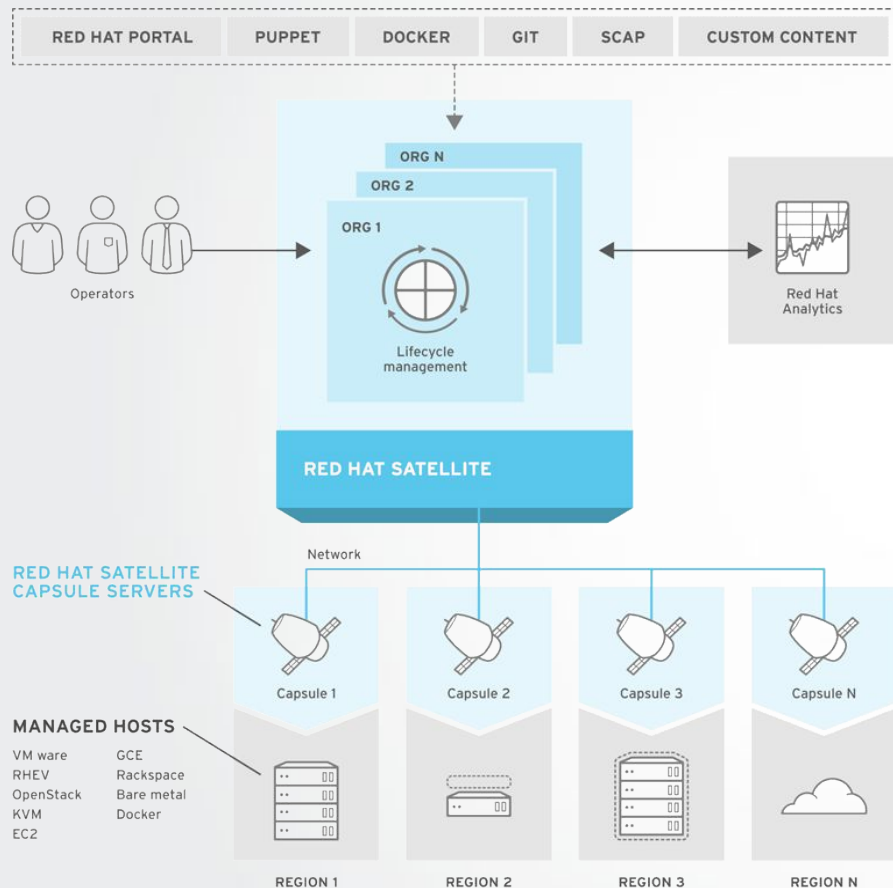 RED HAT PORTAL
PUPPET
DOCKER
GIT
SCAP
CUSTOM CONTENT
ORG N
ORG 2
ORG 1
Lifecycle
management
Operators
Red Hat
Analytics
RED HAT SATELLITE
Network
RED HAT SATELLITE
CAPSULE SERVERS
Capsule 1
Capsule 2
Capsule 3
Capsule N
MANAGED HOSTS
VM ware
RHEV
OpenStack
KVM
EC2
GCE
Rackspace
Bare metal
Docker
REGION 1
REGION 2
REGION 3
REGION N